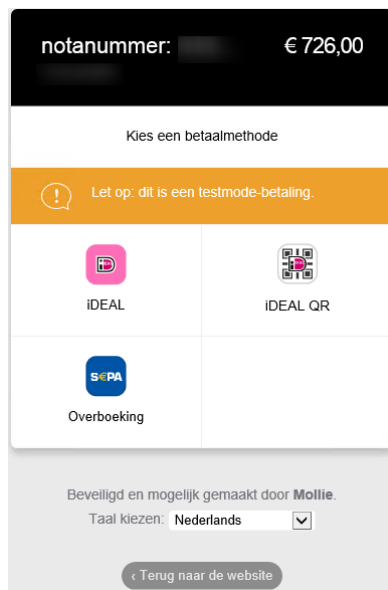 notanummer: € 726,00
Kies een betaalmethode
Let op: dit is een testmode-betaling.
iDEAL
iDEAL QR
S€PA
Overboeking
Beveiligd en mogelijk gemaakt door Mollie.
Taal kiezen: Nederlands
‹ Terug naar de website